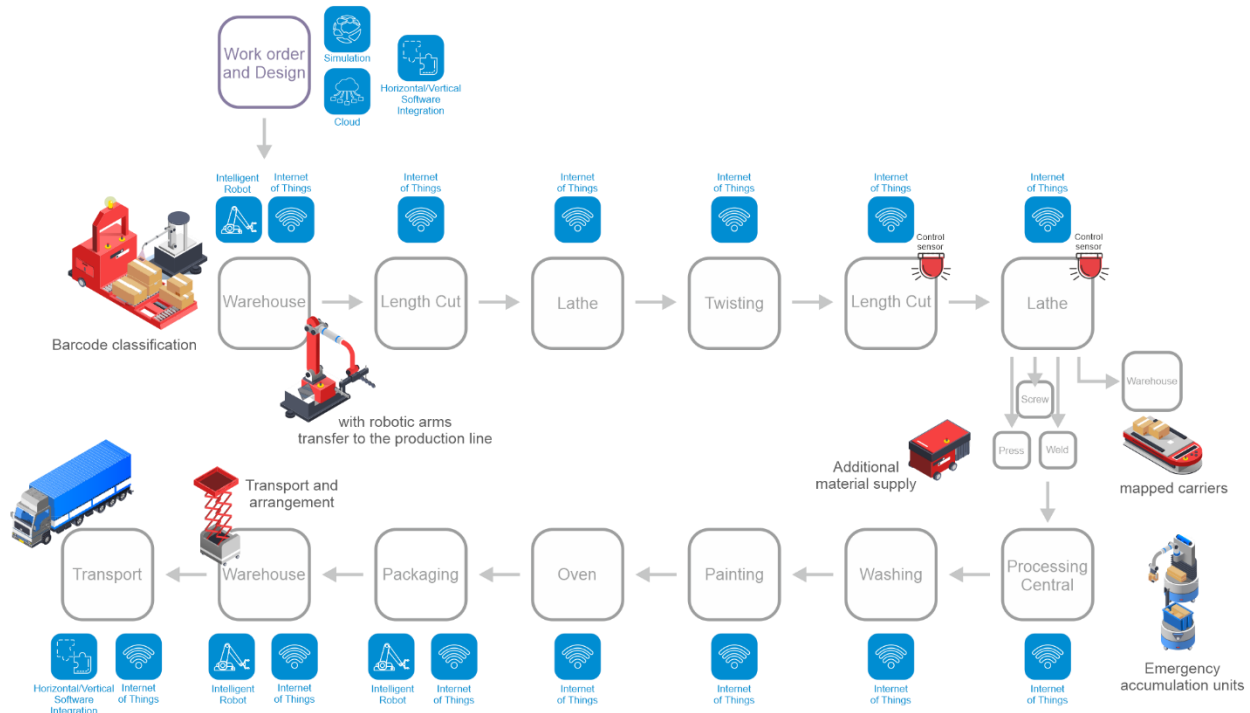 Work order
and Design
Simulation
Cloud
Horizontal/Vertical
Software
Integration
Intelligent
Robot
Internet
of Things
Internet
of Things
Internet
of Things
Internet
of Things
Internet
of Things
Internet
of Things
Control
sensor
Control
sensor
Warehouse
Length Cut
Lathe
Twisting
Length Cut
Lathe
Barcode classification
with robotic arms
transfer to the production line
Screw
Warehouse
Press
Weld
Additional
material supply
mapped carriers
Transport and
arrangement
Transport
Warehouse
Packaging
Oven
Painting
Washing
Processing
Central
Horizontal/Vertical
Software
Integration
Internet
of Things
Intelligent
Robot
Internet
of Things
Intelligent
Robot
Internet
of Things
Internet
of Things
Internet
of Things
Internet
of Things
Internet
of Things
Emergency
accumulation units